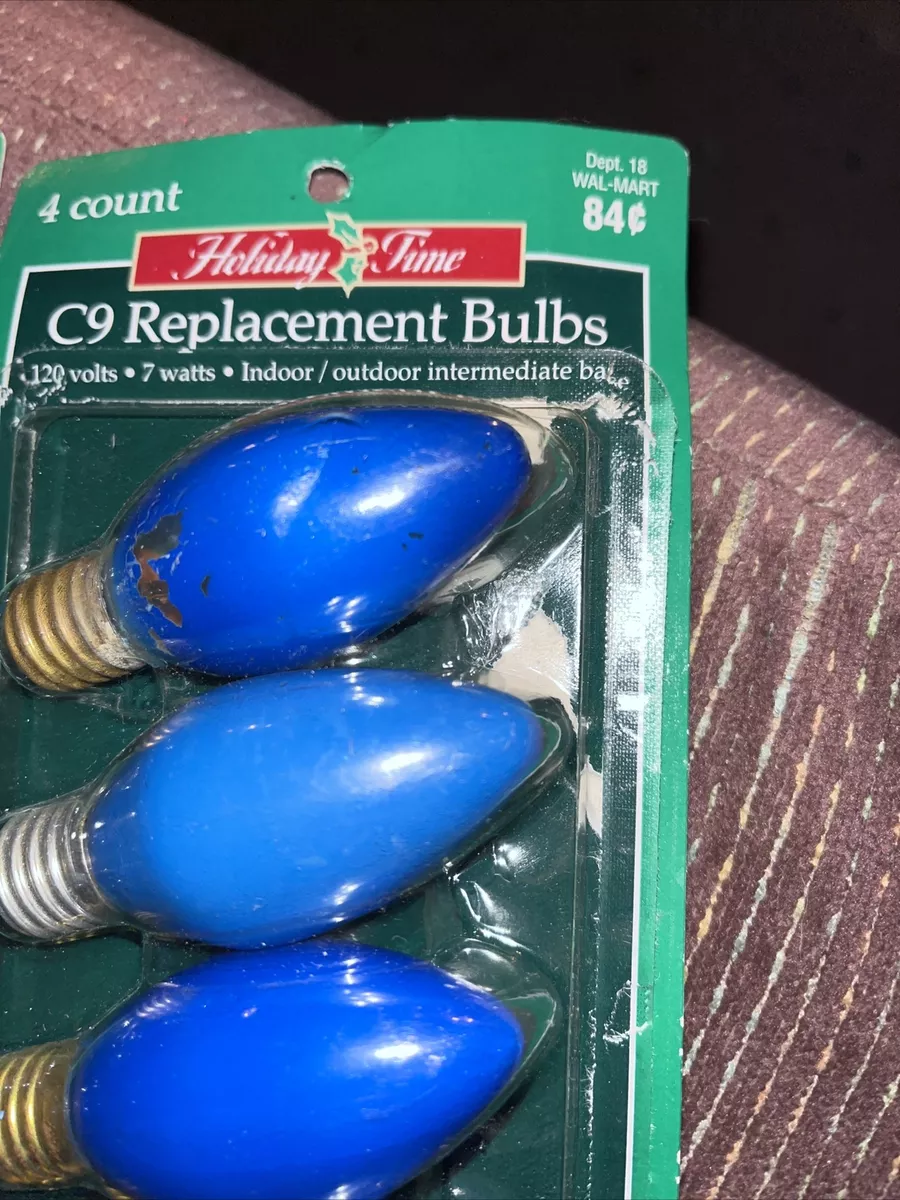 Dept. 18
WAL-MART
84¢
4 count
Holiday Time
C9 Replacement Bulbs
120 volts • 7 watts • Indoor / outdoor intermediate base